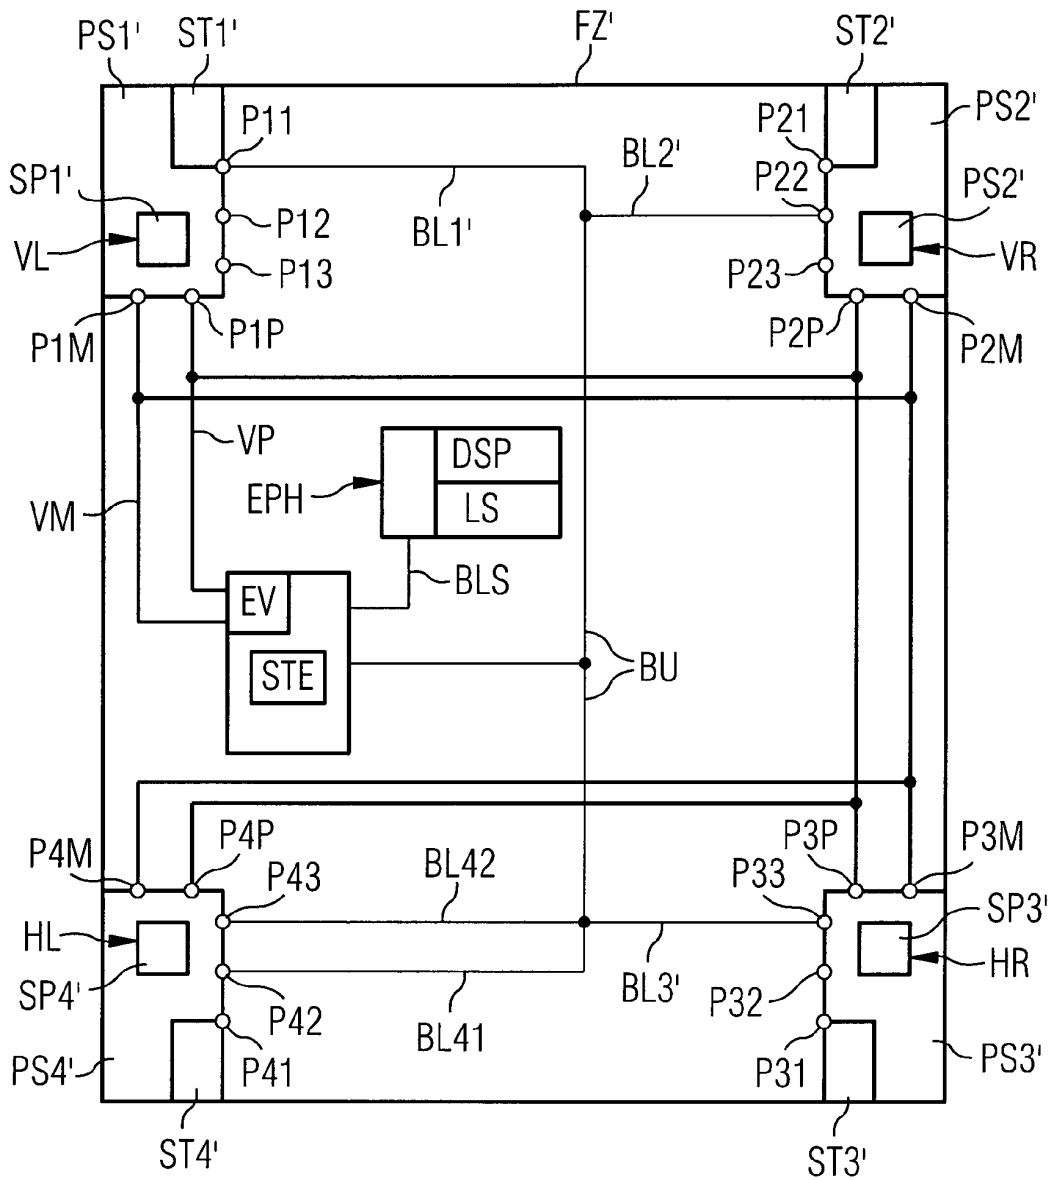 PS1' ST1' FZ' ST2'
P11 P21 PS2'
SP1' P12 BL1' BL2' P22 PS2'
VL P13 P23 VR
P1M P1P P2P P2M
VP DSP
EPH LS
VM
BLS
EV
STE BU
P4M P4P P43 BL42 P33 P3P P3M
HL SP3'
SP4' P42 BL41 BL3' P32 HR
PS4' P41 P31 PS3'
ST4' ST3'